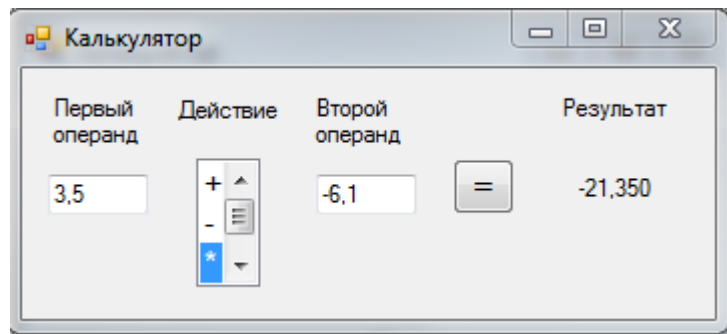 Калькулятор
Первый
операнд
Действие
Второй
операнд
Результат
3,5
+
-
*
-6,1
=
-21,350